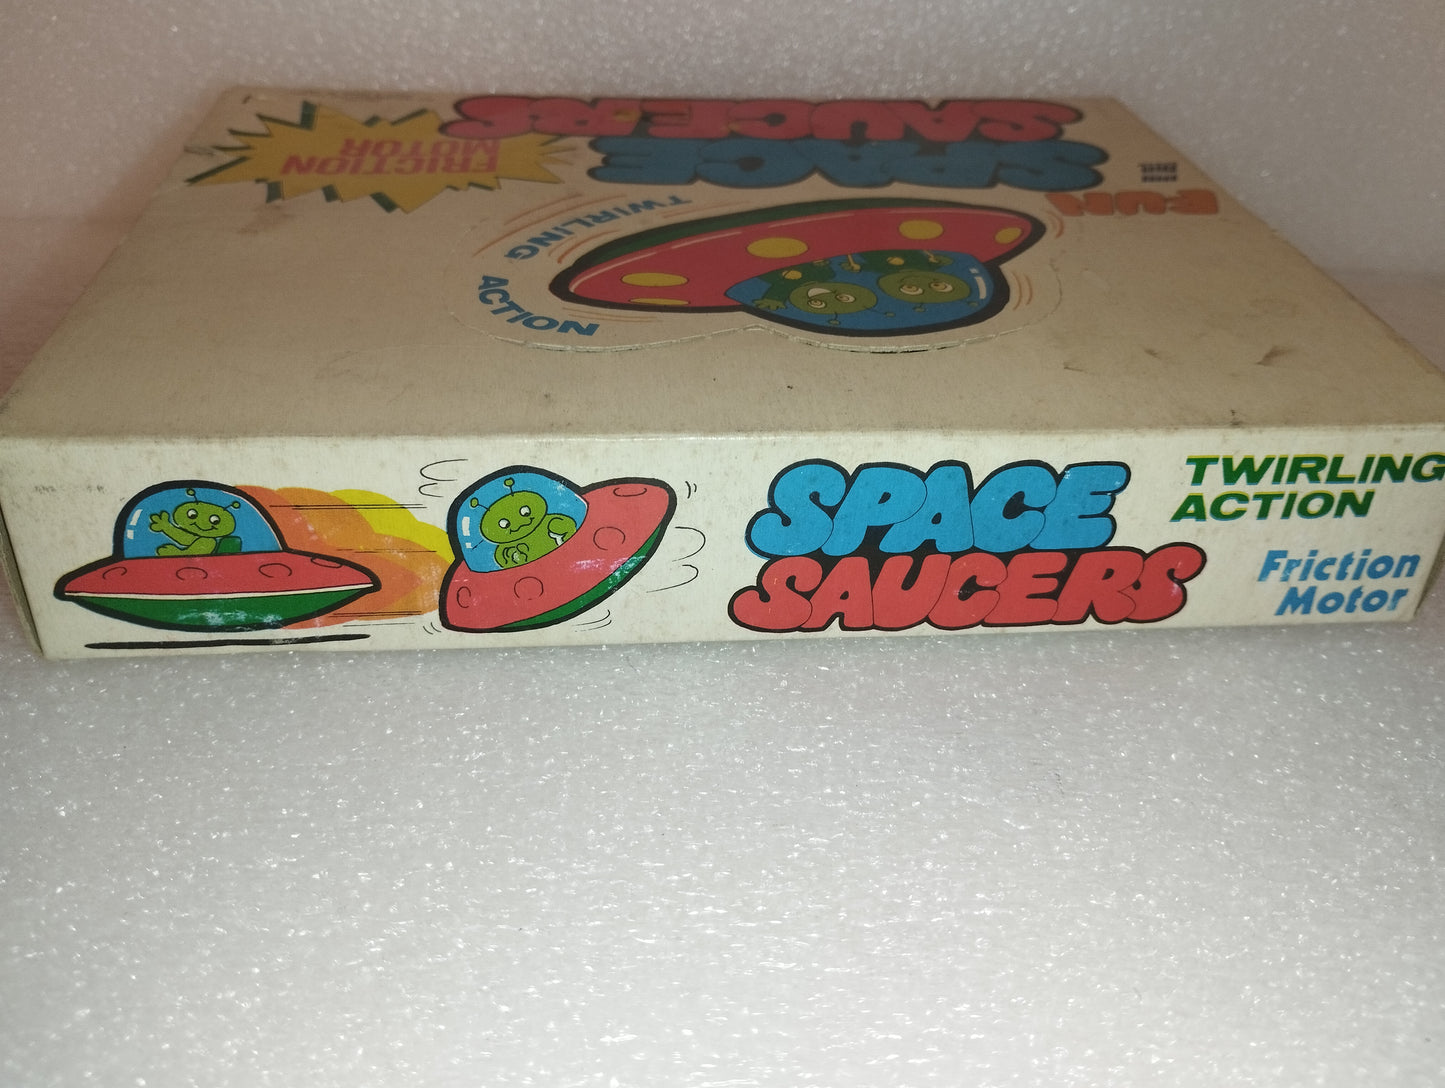 FUN
SPACE
SAUCERS
FRICTION
MOTOR
TWIRLING ACTION
SPACE
SAUCERS
TWIRLING
ACTION
Friction
Motor